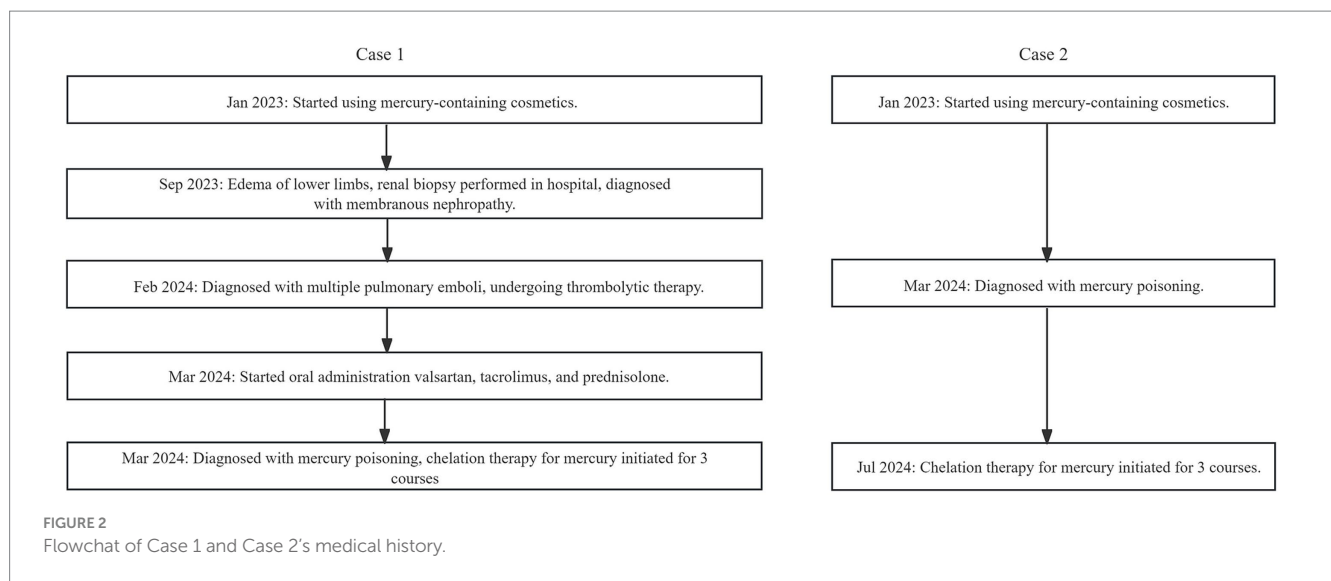 Case 1
Jan 2023: Started using mercury-containing cosmetics.
Sep 2023: Edema of lower limbs, renal biopsy performed in hospital, diagnosed
with membranous nephropathy.
Feb 2024: Diagnosed with multiple pulmonary emboli, undergoing thrombolytic therapy.
Mar 2024: Started oral administration valsartan, tacrolimus, and prednisolone.
Mar 2024: Diagnosed with mercury poisoning, chelation therapy for mercury initiated for 3
courses
Case 2
Jan 2023: Started using mercury-containing cosmetics.
Mar 2024: Diagnosed with mercury poisoning.
Jul 2024: Chelation therapy for mercury initiated for 3 courses.
FIGURE 2
Flowchat of Case 1 and Case 2‘s medical history.